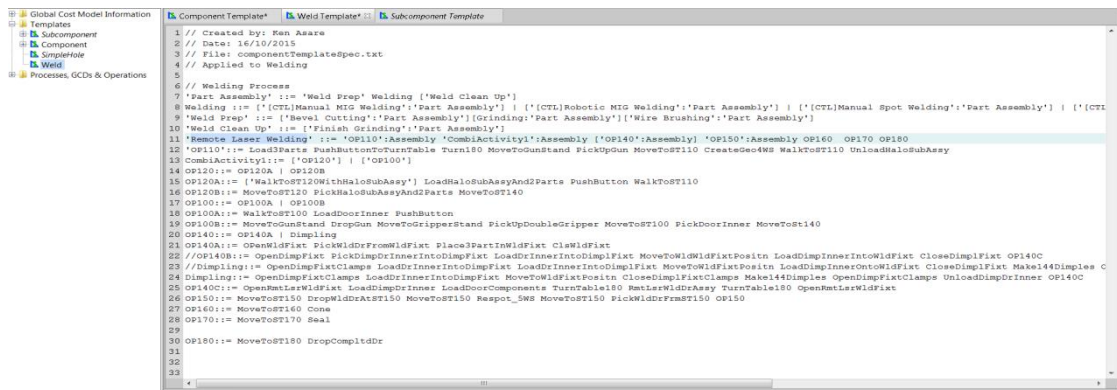 Global Cost Model Information
Templates
Subcomponent
Component
SimpleHole
Weld
Processes, GCDs & Operations
Component Template* Weld Template* Subcomponent Template
1 // Created by: Ken Asare
2 // Date: 16/10/2015
3 // File: componentTemplateSpec.txt
4 // Applied to Welding
5
6 // Welding Process
7 'Part Assembly' ::= 'Weld Prep' Welding ['Weld Clean Up']
8 Welding ::= ['[CTL]Manual MIG Welding':'Part Assembly'] | ['[CTL]Robotic MIG Welding':'Part Assembly'] | ['[CTL]Manual Spot Welding':'Part Assembly'] | ['[CTL
9 'Weld Prep' ::= ['Bevel Cutting':'Part Assembly'][Grinding:'Part Assembly']['Wire Brushing':'Part Assembly']
10 'Weld Clean Up' ::= ['Finish Grinding':'Part Assembly']
11 'Remote Laser Welding' ::= 'OP110':Assembly 'CombiActivity1':Assembly ['OP140':Assembly] 'OP150':Assembly OP160 OP170 OP180
12 'OP110'::= Load3Parts PushButtonToTurnTable Turn180 MoveToGunStand PickUpGun MoveToST110 CreateGeo4WS WalkToST110 UnloadHaloSubAssy
13 CombiActivity1::= ['OP120'] | ['OP100']
14 OP120::= OP120A | OP120B
15 OP120A::= ['WalkToST120WithHaloSubAssy'] LoadHaloSubAssyAnd2Parts PushButton WalkToST110
16 OP120B::= MoveToST120 PickHaloSubAssyAnd2Parts MoveToST140
17 OP100::= OP100A | OP100B
18 OP100A::= WalkToST100 LoadDoorInner PushButton
19 OP100B::= MoveToGunStand DropGun MoveToGripperStand PickUpDoubleGripper MoveToST100 PickDoorInner MoveToSt140
20 OP140::= OP140A | Dimpling
21 OP140A::= OPenWldFixt PickWldDrFromWldFixt Place3PartInWldFixt ClsWldFixt
22 //OP140B::= OpenDimpFixt PickDimpDrInnerIntoDimpFixt LoadDrInnerIntoDimplFixt MoveToWldWldFixtPositn LoadDimpInnerIntoWldFixt CloseDimplFixt OP140C
23 //Dimpling::= OpenDimpFixtClamps LoadDrInnerIntoDimpFixt LoadDrInnerIntoDimplFixt MoveToWldFixtPositn LoadDimpInnerOntoWldFixt CloseDimplFixt Make144Dimples C
24 Dimpling::= OpenDimpFixtClamps LoadDrInnerIntoDimpFixt MoveToWldFixtPositn CloseDimplFixtClamps Make144Dimples OpenDimpFixtClamps UnloadDimpDrInner OP140C
25 OP140C::= OpenRmtLsrWldFixt LoadDimpDrInner LoadDoorComponents TurnTable180 RmtLsrWldDrAssy TurnTable180 OpenRmtLsrWldFixt
26 OP150::= MoveToST150 DropWldDrAtST150 MoveToST150 Respot_5WS MoveToST150 PickWldDrFrmST150 OP150
27 OP160::= MoveToST160 Cone
28 OP170::= MoveToST170 Seal
29
30 OP180::= MoveToST180 DropCompltdDr
31
32
33